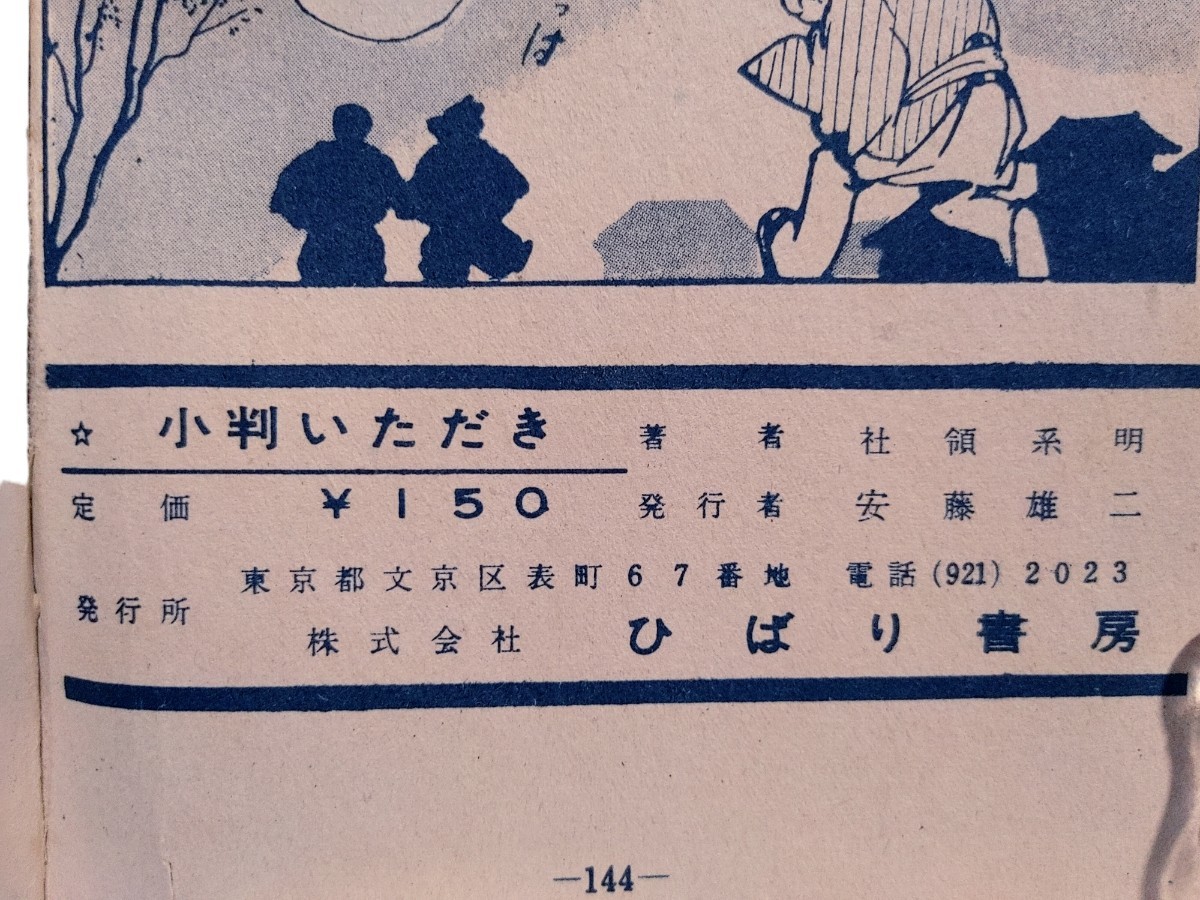 っは
☆ 小判いただき 著者 社領系明
定価 ¥150 発行者 安藤雄二
発行所 東京都文京区表町67番地 電話(921)2023
株式会社 ひばり書房
—144—